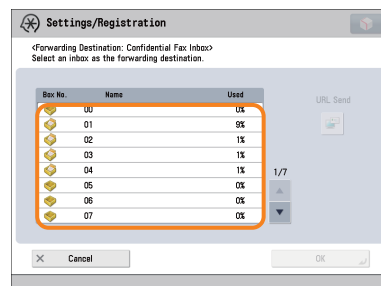 Settings/Registration
<Forwarding Destination: Confidential Fax Inbox>
Select an inbox as the forwarding destination.
Box No. Name Used
URL Send
00 0%
01 9%
02 1%
03 1%
04 1%
1/7
05 0%
06 0%
07 0%
Cancel
OK